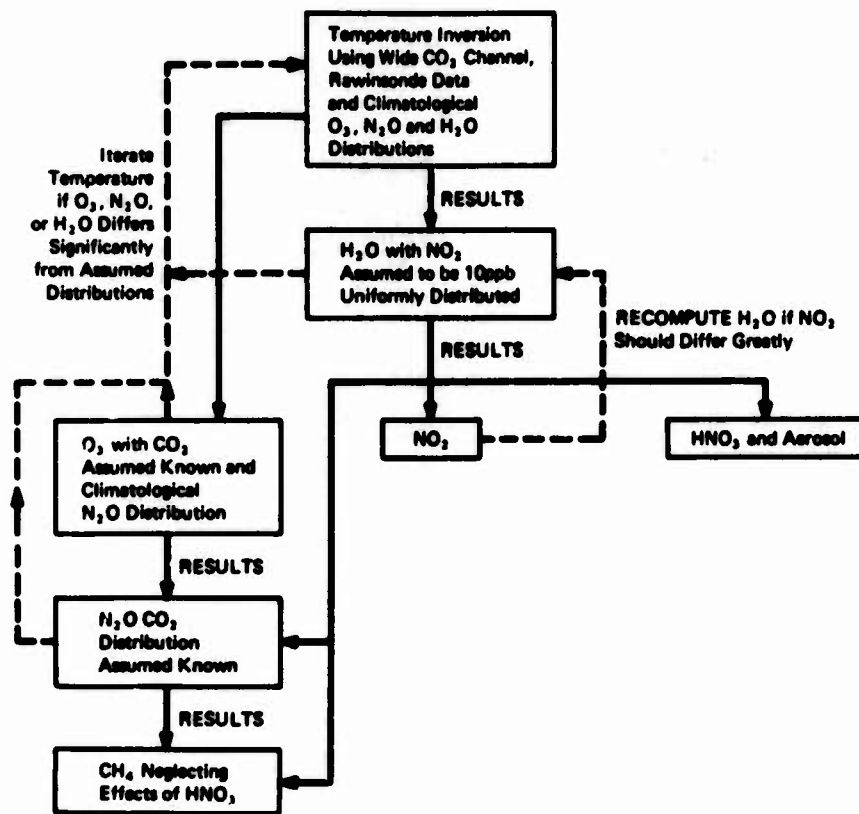 Temperature Inversion
Using Wide CO₂ Channel,
Rawinsonde Data
and Climatological
O₃, N₂O and H₂O
Distributions
Iterate
Temperature
if O₃, N₂O,
or H₂O Differs
Significantly
from Assumed
Distributions
RESULTS
H₂O with NO₂
Assumed to be 10ppb
Uniformly Distributed
RECOMPUTE H₂O if NO₂
Should Differ Greatly
RESULTS
NO₂
HNO₃ and Aerosol
O₃ with CO₂
Assumed Known and
Climatological
N₂O Distribution
RESULTS
N₂O CO₂
Distribution
Assumed Known
RESULTS
CH₄ Neglecting
Effects of HNO₃